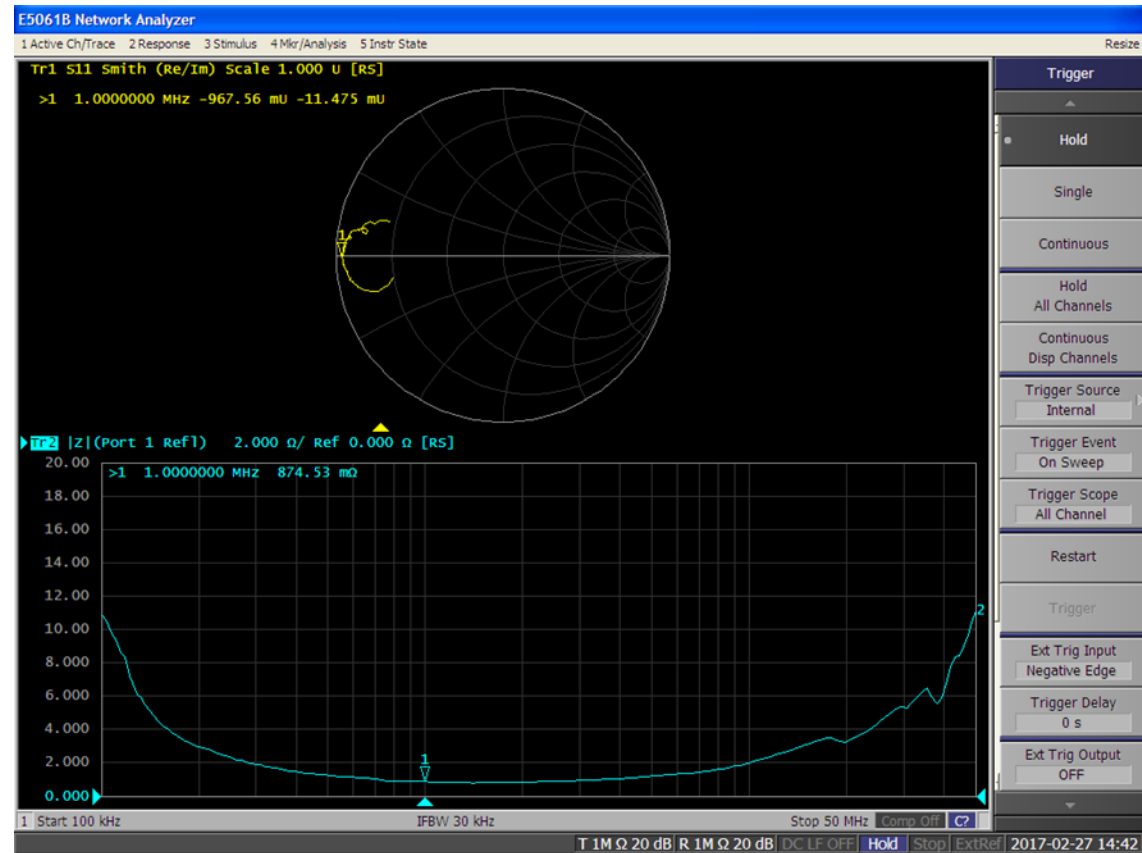 E5061B Network Analyzer
1 Active Ch/Trace 2 Response 3 Stimulus 4 Mkr/Analysis 5 Instr State Resize
Tr1 S11 Smith (Re/Im) Scale 1.000 U [RS]
>1 1.0000000 MHz -967.56 mU -11.475 mU
1
Tr2 |Z|(Port 1 Refl) 2.000 Ω/ Ref 0.000 Ω [RS]
>1 1.0000000 MHz 874.53 mΩ
20.00
18.00
16.00
14.00
12.00
10.00
8.000
6.000
4.000
2.000
0.000
1
2
1 Start 100 kHz IFBW 30 kHz Stop 50 MHz Comp Off C?
Trigger
Hold
Single
Continuous
Hold
All Channels
Continuous
Disp Channels
Trigger Source
Internal
Trigger Event
On Sweep
Trigger Scope
All Channel
Restart
Trigger
Ext Trig Input
Negative Edge
Trigger Delay
0 s
Ext Trig Output
OFF
T 1M Ω 20 dB R 1M Ω 20 dB DC LF OFF Hold Stop ExtRef 2017-02-27 14:42